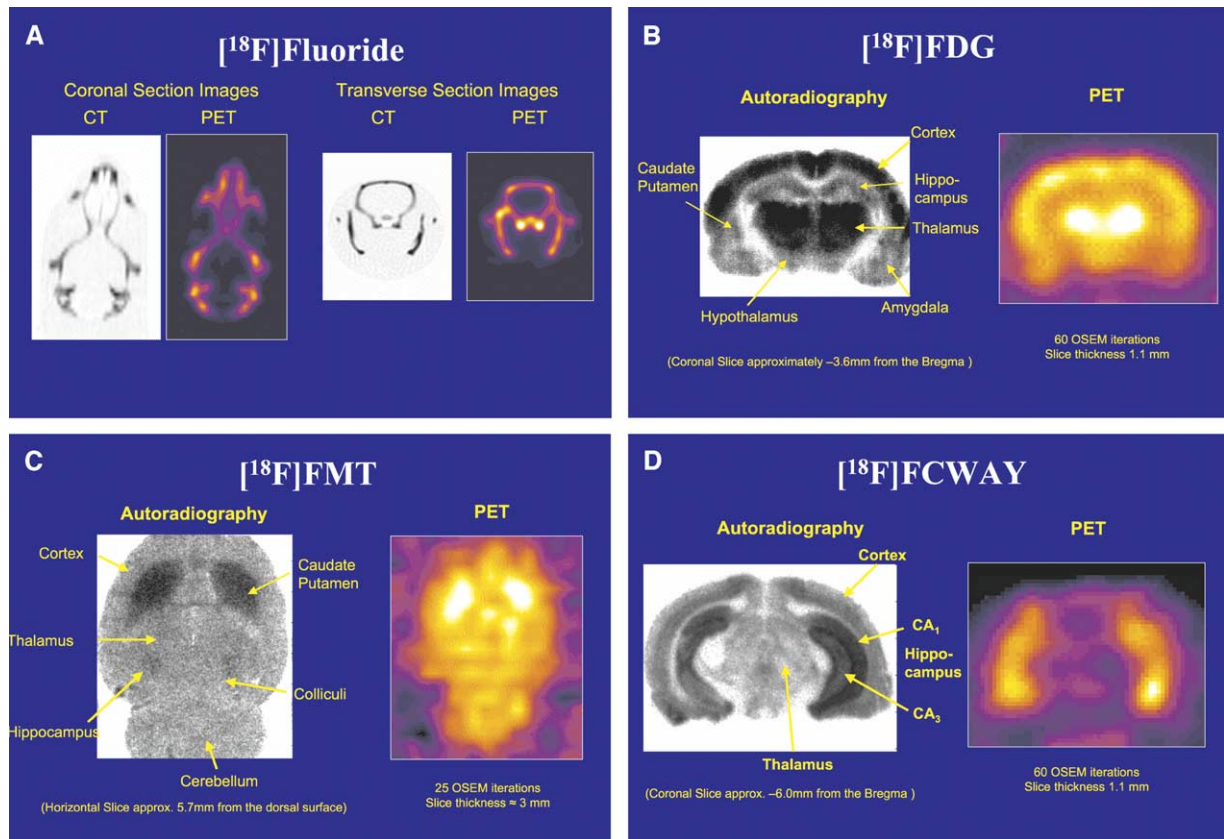 A
[¹⁸F]Fluoride
Coronal Section Images
Transverse Section Images
CT
PET
CT
PET
B
[¹⁸F]FDG
Autoradiography
PET
Cortex
Caudate
Putamen
Hippo-
campus
Thalamus
Hypothalamus
Amygdala
(Coronal Slice approximately –3.6mm from the Bregma )
60 OSEM iterations
Slice thickness 1.1 mm
C
[¹⁸F]FMT
Autoradiography
PET
Cortex
Caudate
Putamen
Thalamus
Colliculi
Hippocampus
Cerebellum
(Horizontal Slice approx. 5.7mm from the dorsal surface)
25 OSEM iterations
Slice thickness ≈ 3 mm
D
[¹⁸F]FCWAY
Autoradiography
PET
Cortex
CA₁
Hippo-
campus
CA₃
Thalamus
(Coronal Slice approx. –6.0mm from the Bregma )
60 OSEM iterations
Slice thickness 1.1 mm